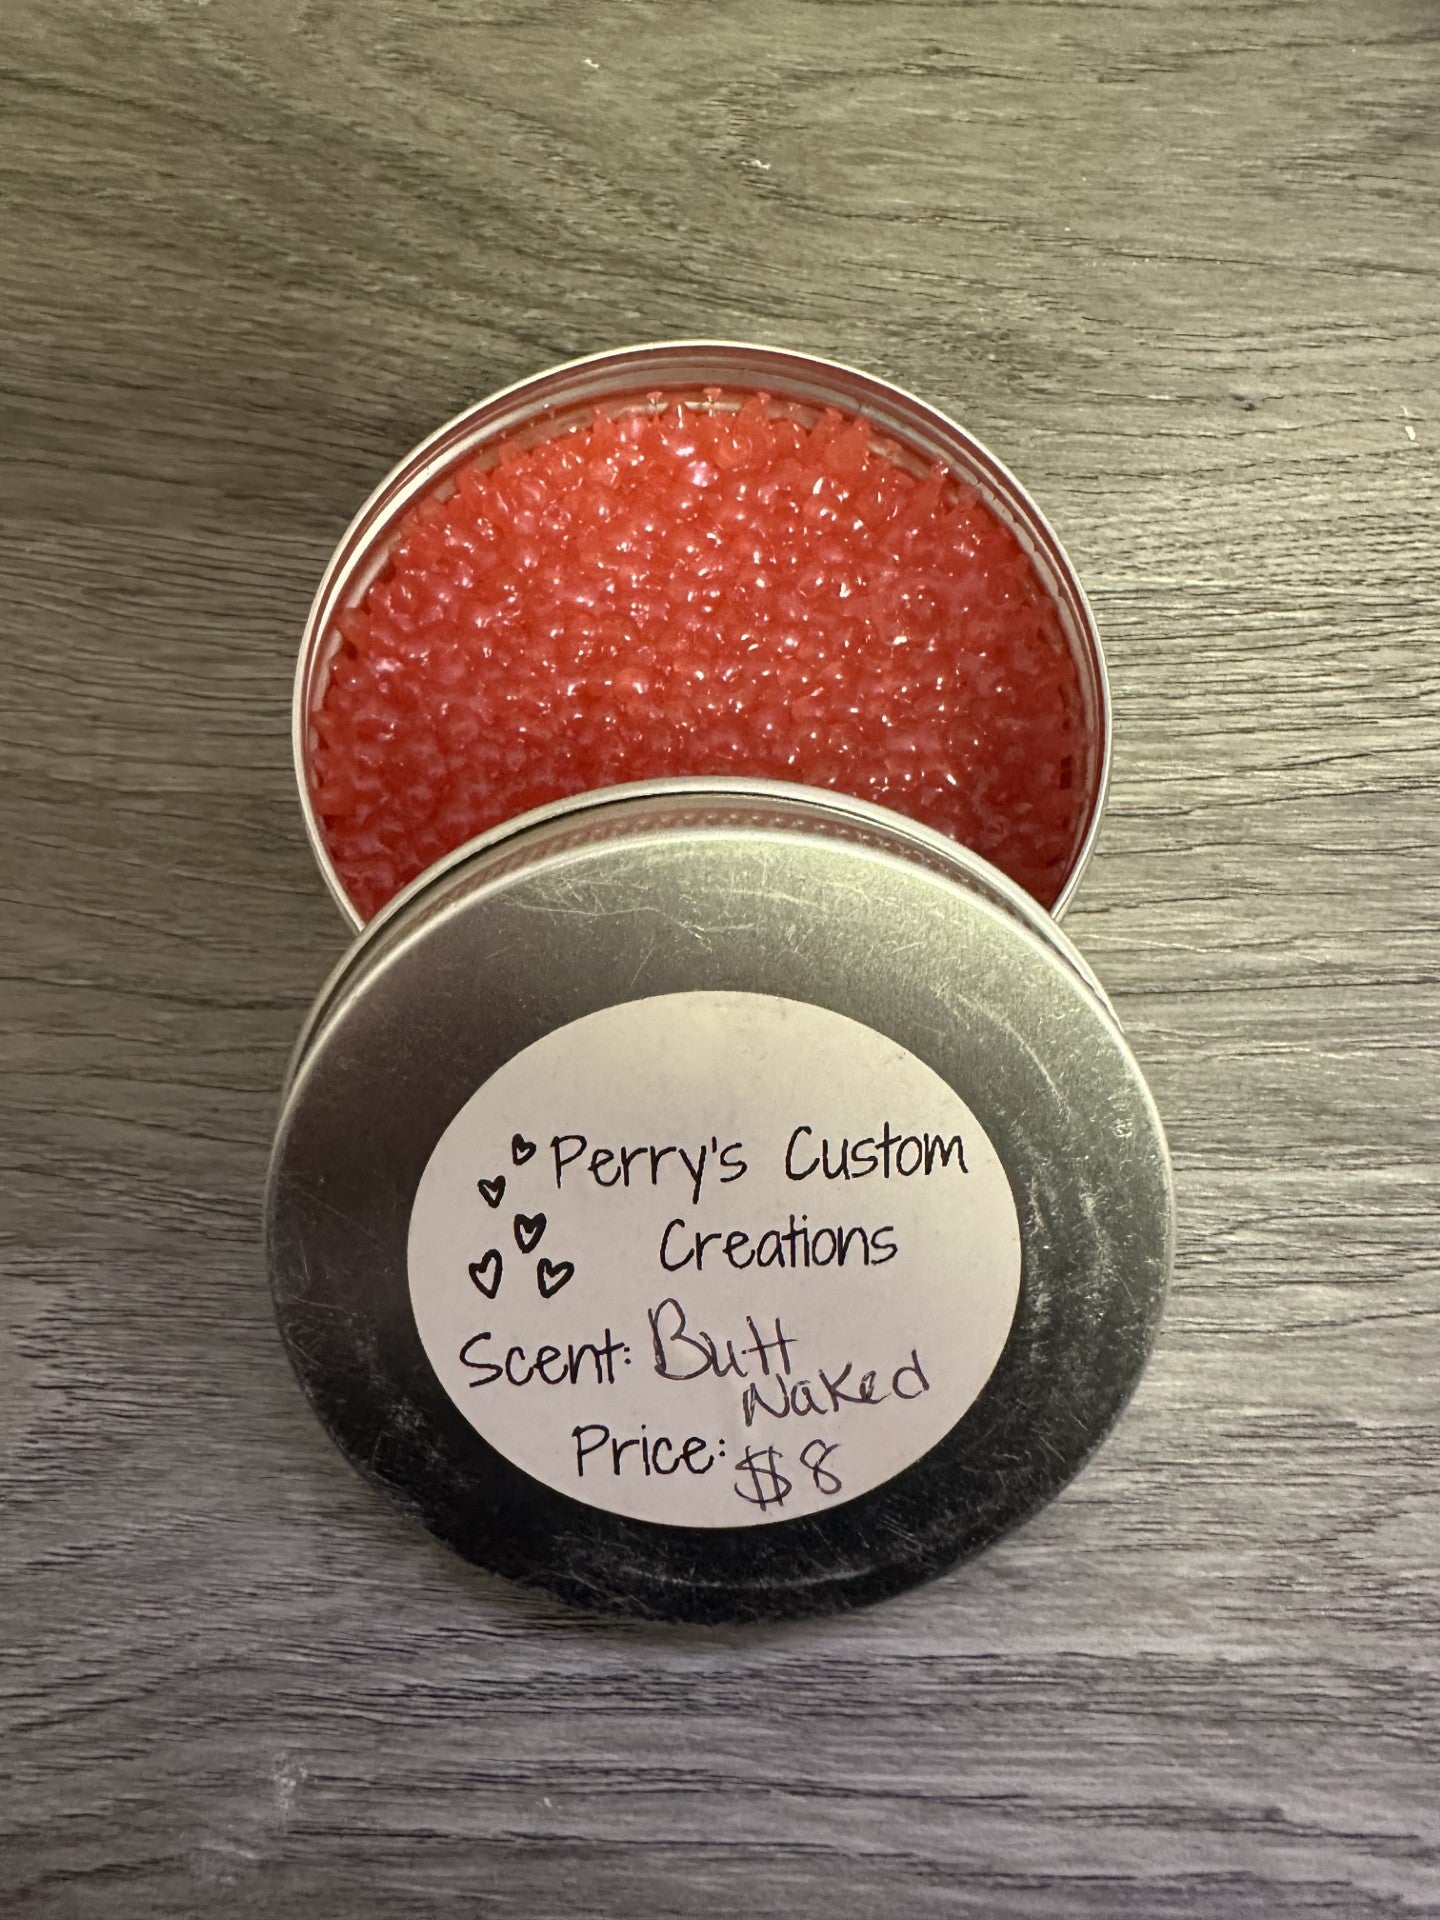 Perry's Custom
Creations
Scent: Butt
Naked
Price: $8